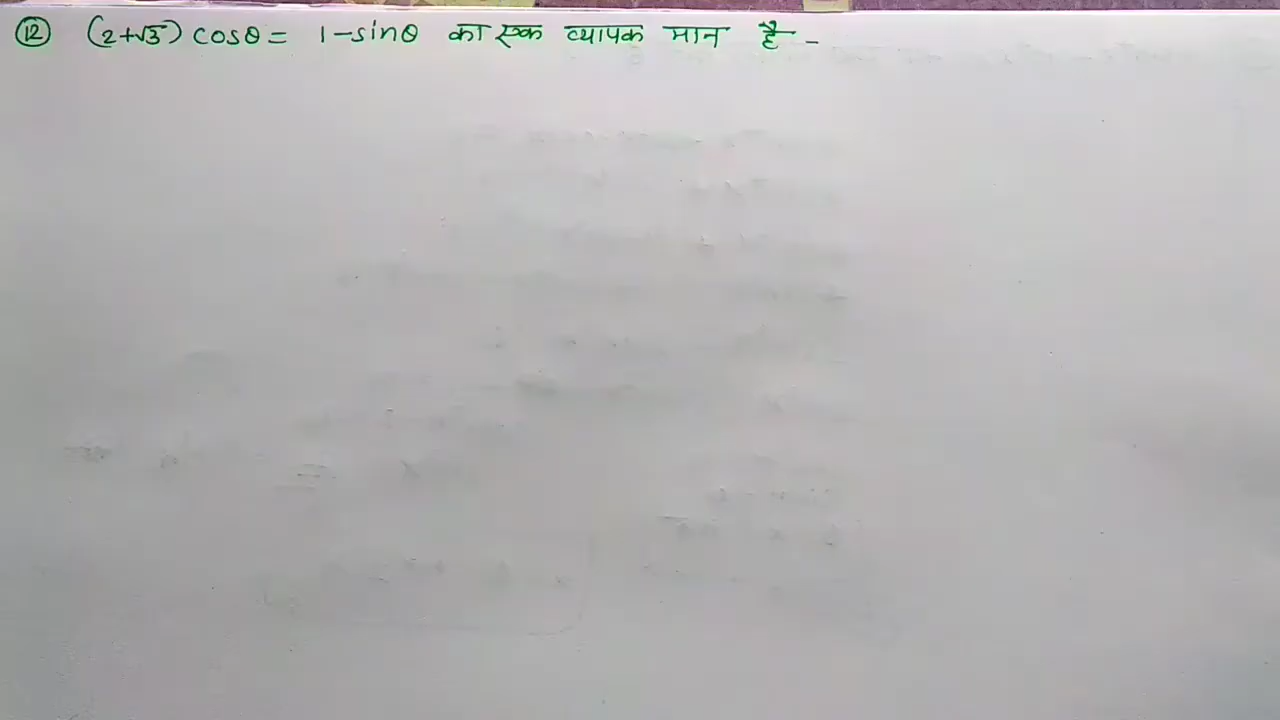 ⑫ (2+√3) cosθ = 1-sinθ का एक व्यापक मान है -